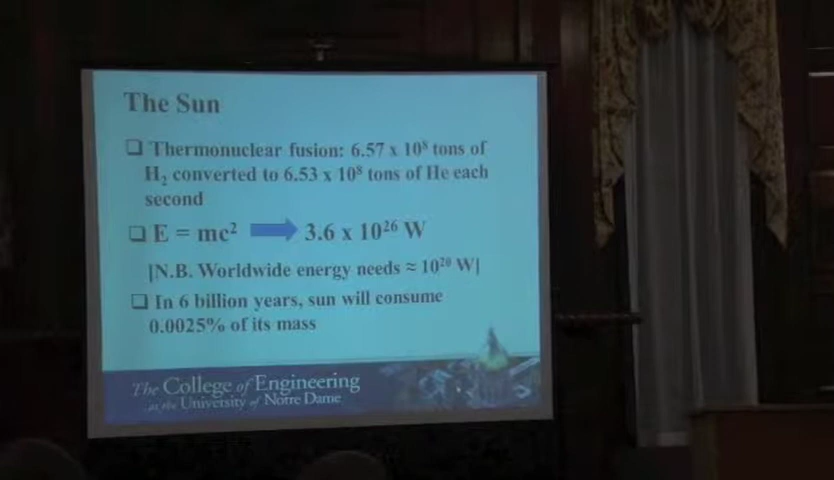 The Sun
❑ Thermonuclear fusion: 6.57 x 10⁸ tons of
H₂ converted to 6.53 x 10⁸ tons of He each
second
❑ E = mc² ➡ 3.6 x 10²⁶ W
[N.B. Worldwide energy needs ≈ 10²⁰ W]
❑ In 6 billion years, sun will consume
0.0025% of its mass
The College of Engineering
at the University of Notre Dame